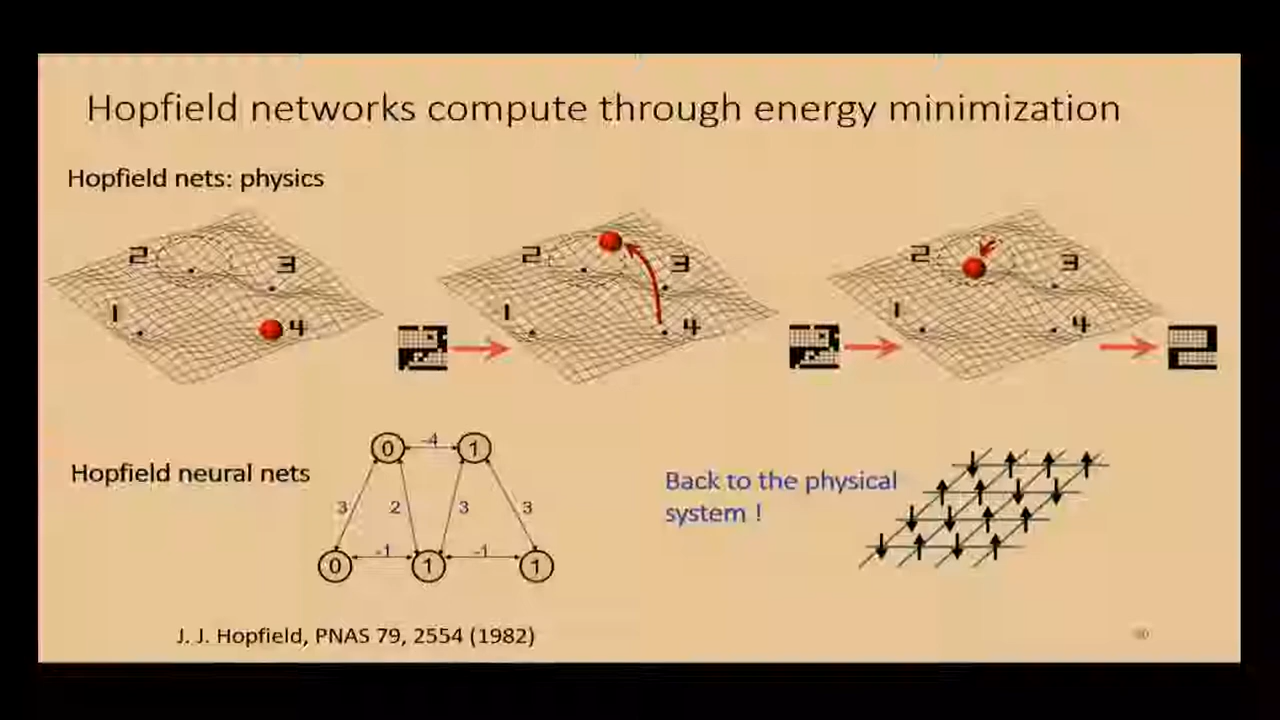 Hopfield networks compute through energy minimization
Hopfield nets: physics
2 3 1 4
2 3 1 4
2 3 1 4
2
Hopfield neural nets
0 -4 1
3 2 3 3
0 -1 1 -1 1
Back to the physical
system !
J. J. Hopfield, PNAS 79, 2554 (1982)